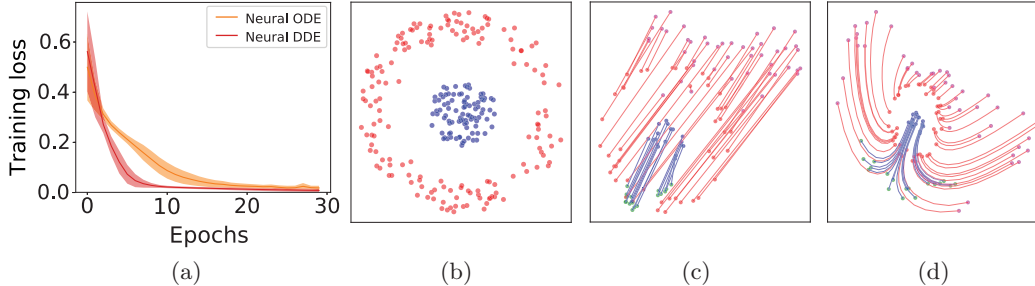 Neural ODE
Neural DDE
Training loss
0.6
0.4
0.2
0.0
0
10
20
30
Epochs
(a)
(b)
(c)
(d)